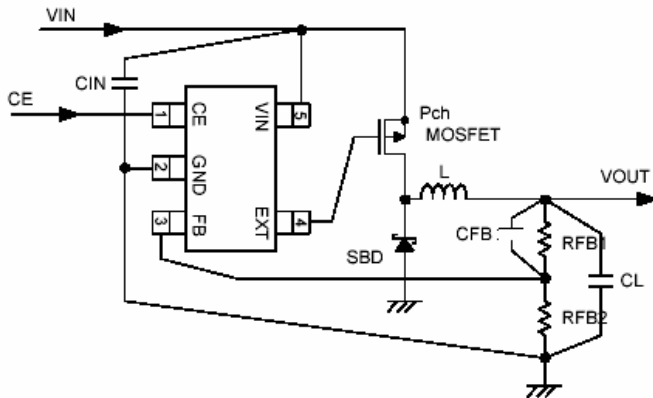 VIN
CIN
CE
1
CE
VIN
5
2
GND
3
FB
EXT
4
Pch
MOSFET
L
VOUT
SBD
CFB
RFB1
CL
RFB2